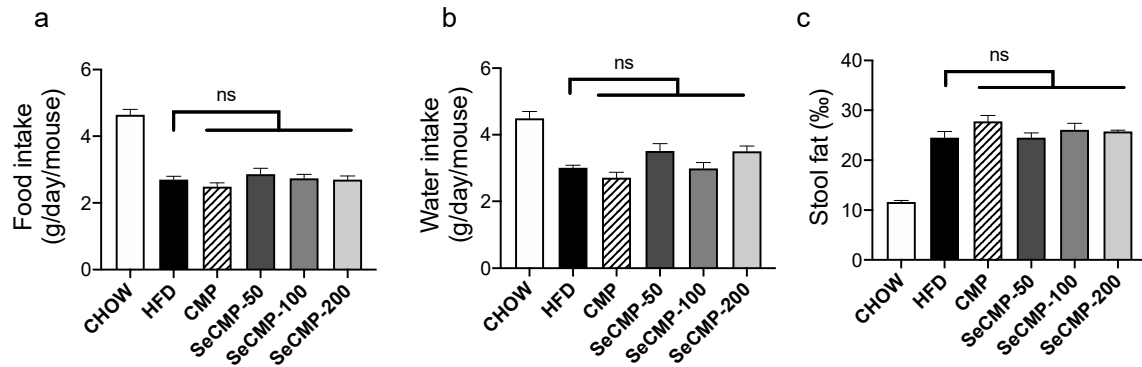 a
Food intake
(g/day/mouse)
6
4
2
0
ns
CHOW
HFD
CMP
SeCMP-50
SeCMP-100
SeCMP-200
b
Water intake
(g/day/mouse)
6
4
2
0
ns
CHOW
HFD
CMP
SeCMP-50
SeCMP-100
SeCMP-200
c
Stool fat (‰)
40
30
20
10
0
ns
CHOW
HFD
CMP
SeCMP-50
SeCMP-100
SeCMP-200